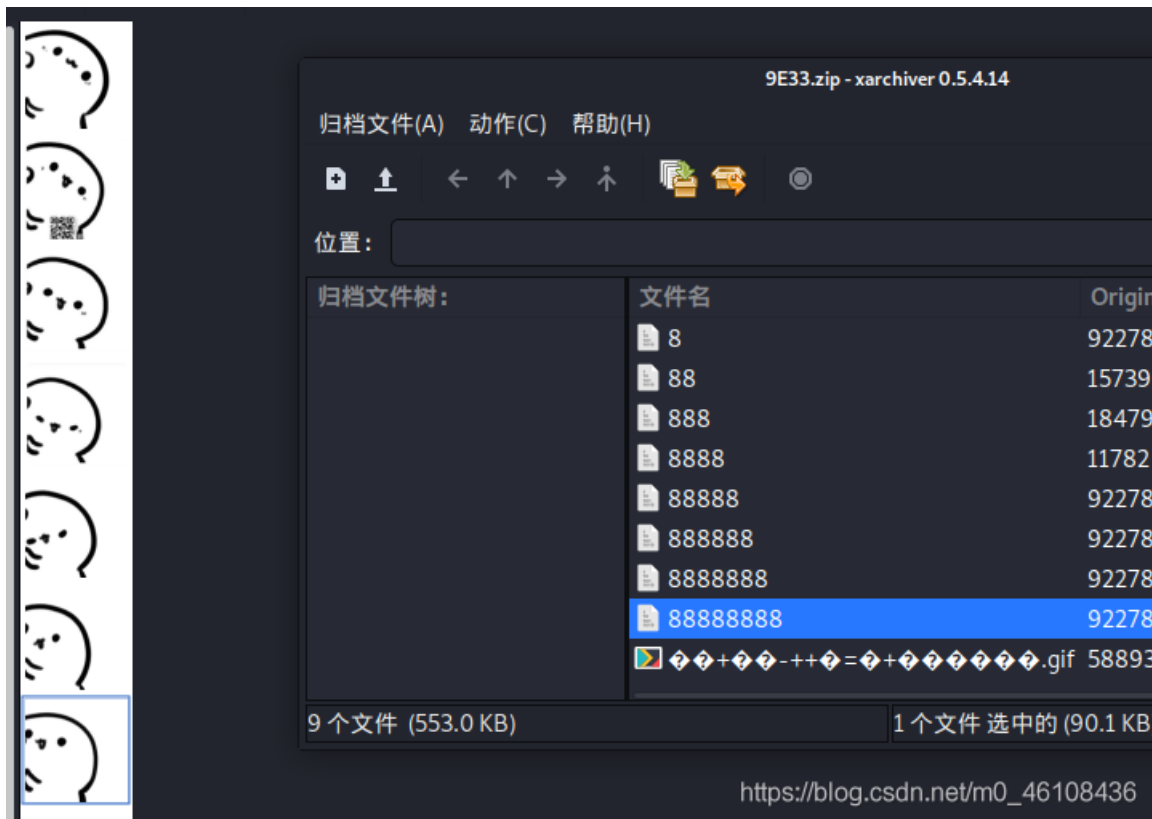 9E33.zip - xarchiver 0.5.4.14
归档文件(A) 动作(C) 帮助(H)
位置:
归档文件树:
文件名 Origin
8 92278
88 15739
888 18479
8888 11782
88888 92278
888888 92278
8888888 92278
88888888 92278
��+��-++�=�+������.gif 58893
9 个文件 (553.0 KB)
1 个文件 选中的 (90.1 KB
https://blog.csdn.net/m0_46108436